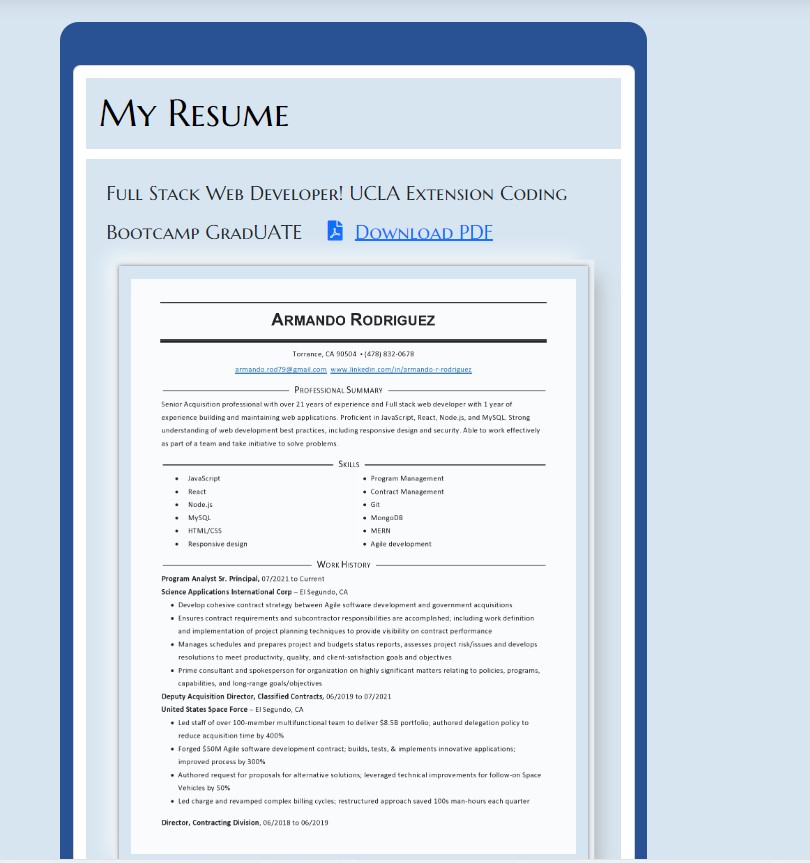 My Resume
Full Stack Web Developer! UCLA Extension Coding
Bootcamp GradUATE Download PDF
Armando Rodriguez
Torrance, CA 90504 • (478) 832-0678
armando.rod79@gmail.com www.linkedin.com/in/armando-r-rodriguez
Professional Summary
Senior Acquisition professional with over 21 years of experience and Full stack web developer with 1 year of
experience building and maintaining web applications. Proficient in JavaScript, React, Node.js, and MySQL. Strong
understanding of web development best practices, including responsive design and security. Able to work effectively
as part of a team and take initiative to solve problems.
Skills
• JavaScript
• React
• Node.js
• MySQL
• HTML/CSS
• Responsive design
• Program Management
• Contract Management
• Git
• MongoDB
• MERN
• Agile development
Work History
Program Analyst Sr. Principal, 07/2021 to Current
Science Applications International Corp – El Segundo, CA
• Develop cohesive contract strategy between Agile software development and government acquisitions
• Ensures contract requirements and subcontractor responsibilities are accomplished; including work definition
and implementation of project planning techniques to provide visibility on contract performance
• Manages schedules and prepares project and budgets status reports, assesses project risk/issues and develops
resolutions to meet productivity, quality, and client-satisfaction goals and objectives
• Prime consultant and spokesperson for organization on highly significant matters relating to policies, programs,
capabilities, and long-range goals/objectives
Deputy Acquisition Director, Classified Contracts, 06/2019 to 07/2021
United States Space Force – El Segundo, CA
• Led staff of over 100-member multifunctional team to deliver $8.5B portfolio; authored delegation policy to
reduce acquisition time by 400%
• Forged $50M Agile software development contract; builds, tests, & implements innovative applications;
improved process by 300%
• Authored request for proposals for alternative solutions; leveraged technical improvements for follow-on Space
Vehicles by 50%
• Led charge and revamped complex billing cycles; restructured approach saved 100s man-hours each quarter
Director, Contracting Division, 06/2018 to 06/2019